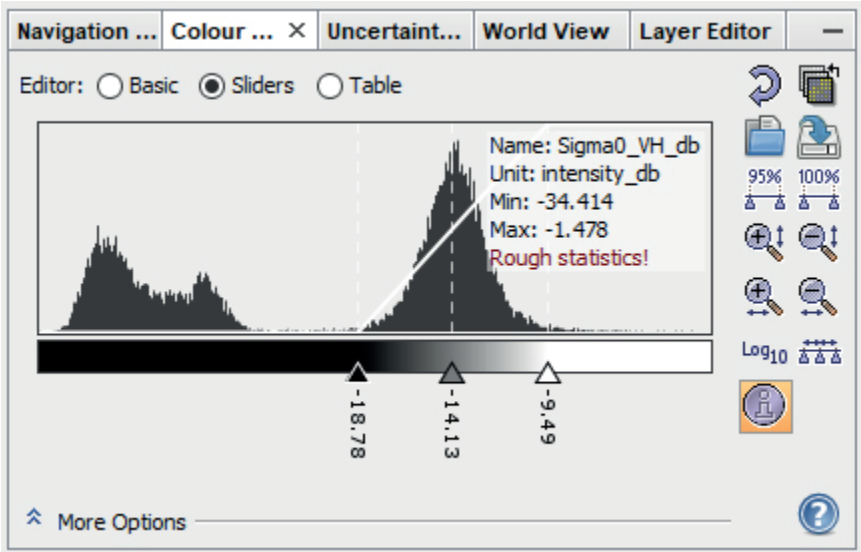 Navigation ... Colour ... × Uncertaint... World View Layer Editor
Editor: Basic Sliders Table
Name: Sigma0_VH_db
Unit: intensity_db
Min: -34.414
Max: -1.478
Rough statistics!
95% 100%
Log10
-18.78 -14.13 -9.49
More Options